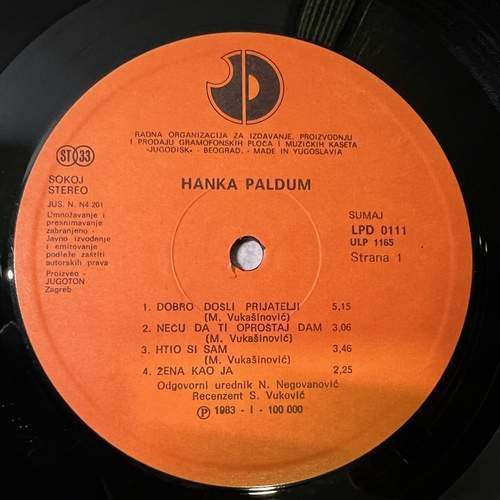 RADNA ORGANIZACIJA ZA IZDAVANJE, PROIZVODNJU
I PRODAJU GRAMOFONSKIH PLOČA I MUZIČKIH KASETA
«JUGODISK» - BEOGRAD. - MADE IN YUGOSLAVIA
HANKA PALDUM
ST 33
SOKOJ
STEREO
JUS. N. N4 201
Umnožavanje i
presnimavanje
zabranjeno -
Javno izvođenje
i emitovanje
podleže zaštiti
autorskih prava
Proizveo
JUGOTON
Zagreb
SUMAJ
LPD 0111
ULP 1165
Strana 1
1. DOBRO DOSLI PRIJATELJI 5,15
(M. Vukašinović)
2. NEĆU DA TI OPROSTAJ DAM 3,06
(M. Vukašinović)
3. HTIO SI SAM 3,46
(M. Vukašinović)
4. ŽENA KAO JA 2,25
Odgovorni urednik N. Negovanović
Recenzent S. Vuković
Ⓟ 1983 - I - 100 000